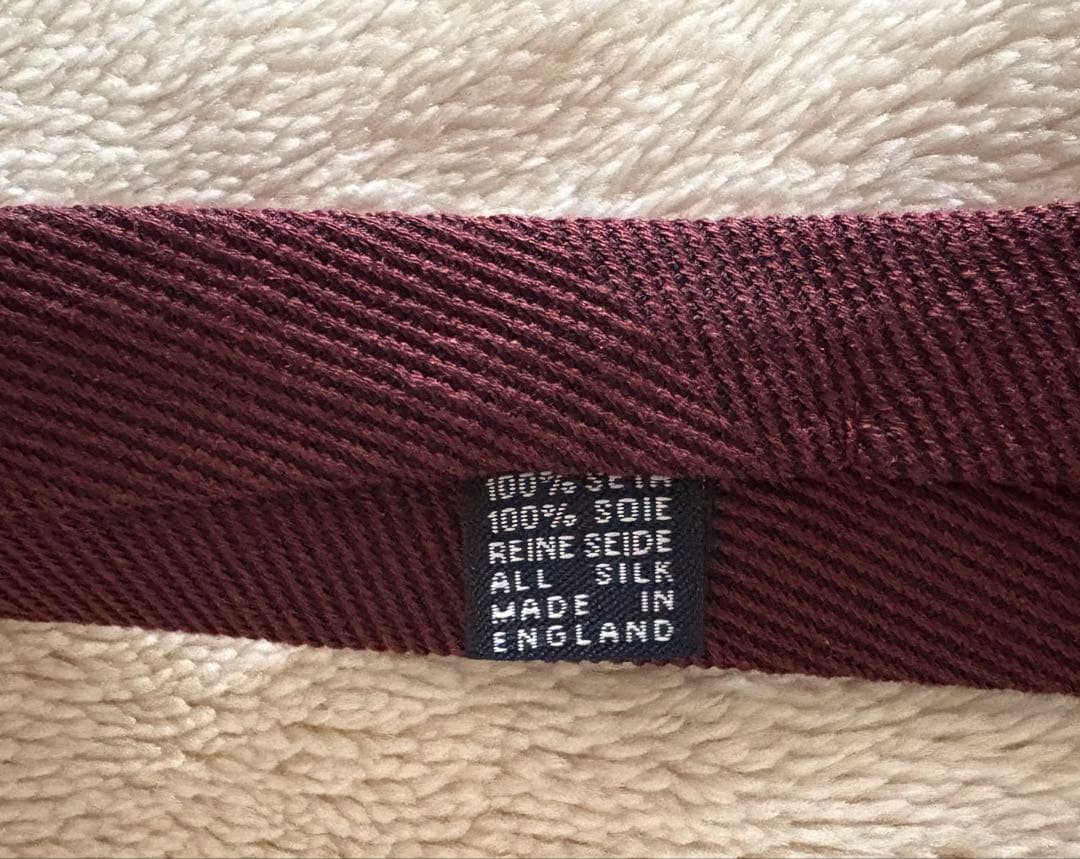 100% SETA
100% SOIE
REINE SEIDE
ALL SILK
MADE IN
ENGLAND